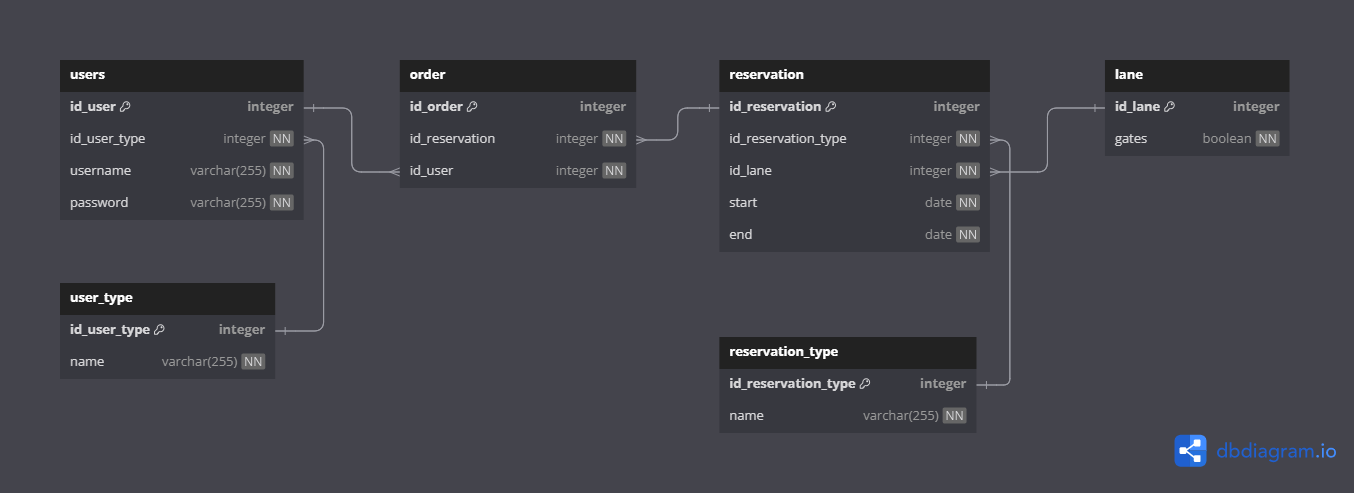 users
id_user integer
id_user_type integer NN
username varchar(255) NN
password varchar(255) NN
order
id_order integer
id_reservation integer NN
id_user integer NN
reservation
id_reservation integer
id_reservation_type integer NN
id_lane integer NN
start date NN
end date NN
lane
id_lane integer
gates boolean NN
user_type
id_user_type integer
name varchar(255) NN
reservation_type
id_reservation_type integer
name varchar(255) NN
dbdiagram.io